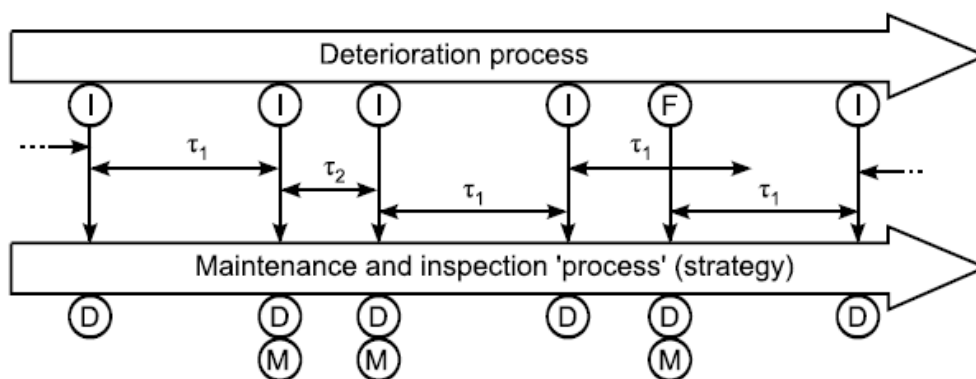 Deterioration process
I I I I F I
τ1 τ1
τ2
τ1 τ1
Maintenance and inspection 'process' (strategy)
D D D D D D
M M M